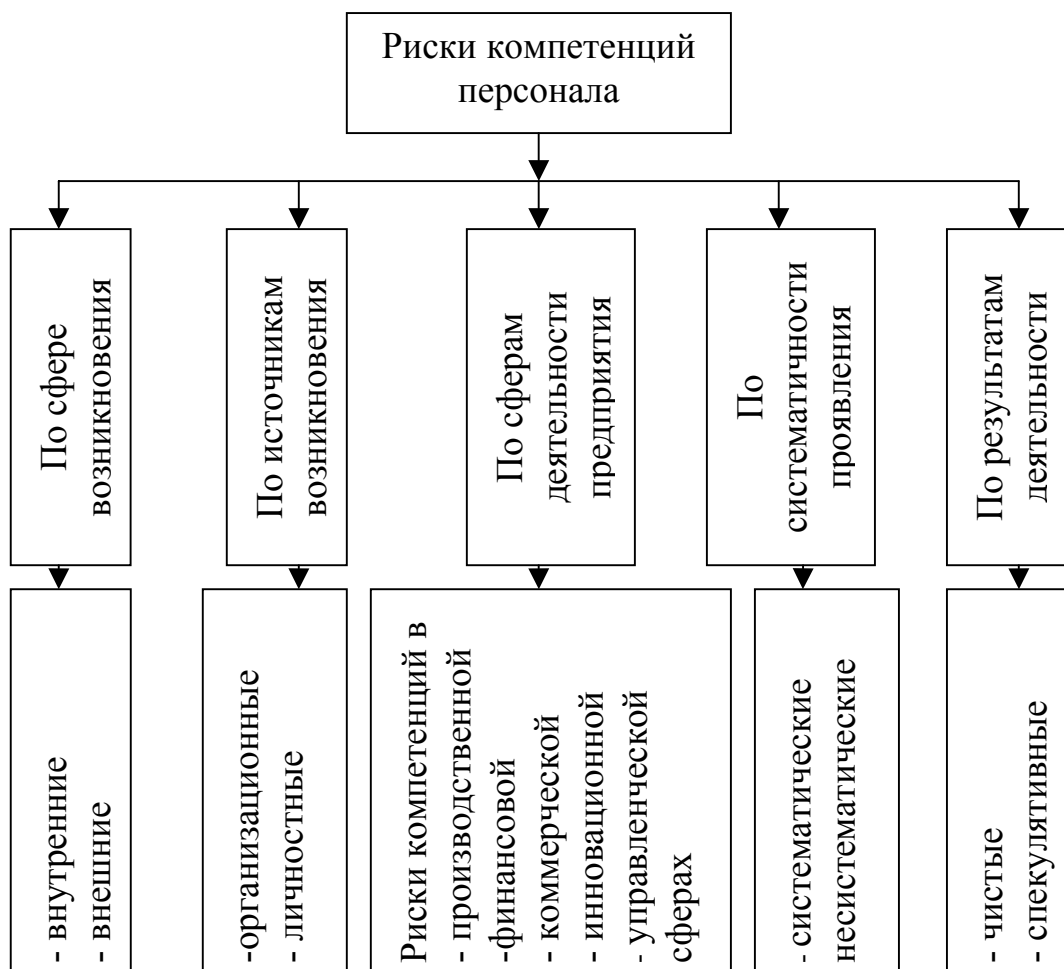 Риски компетенций
персонала
По сфере
возникновения
По источникам
возникновения
По сферам
деятельности
предприятия
По
систематичности
проявления
По результатам
деятельности
- внутренние
- внешние
-организационные
- личностные
Риски компетенций в
- производственной
-финансовой
- коммерческой
- инновационной
- управленческой
сферах
- систематические
несистематические
- чистые
- спекулятивные